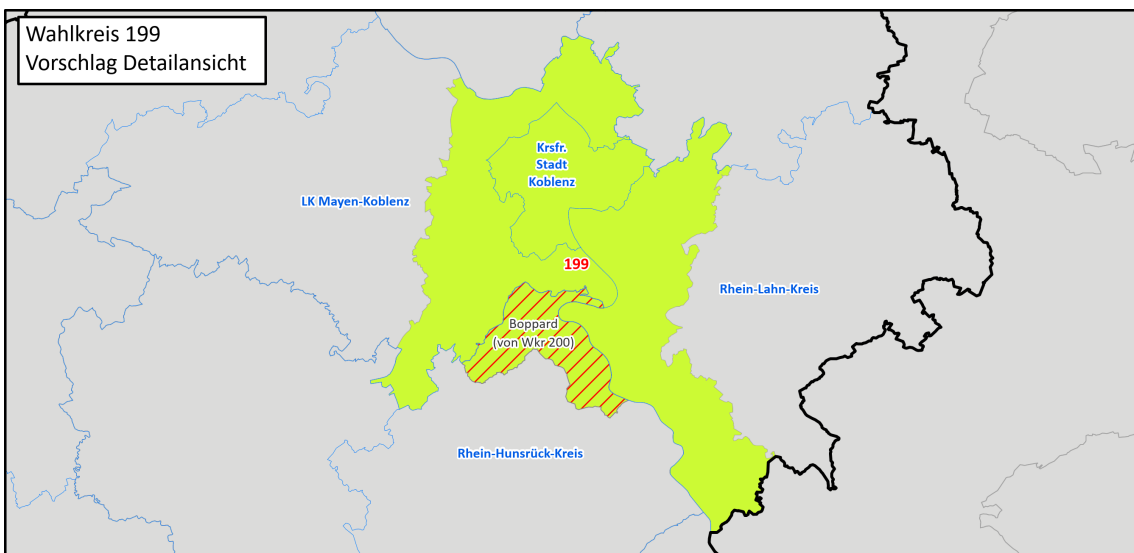 Wahlkreis 199
Vorschlag Detailansicht
Krsfr.
Stadt
Koblenz
LK Mayen-Koblenz
199
Rhein-Lahn-Kreis
Boppard
(von Wkr 200)
Rhein-Hunsrück-Kreis